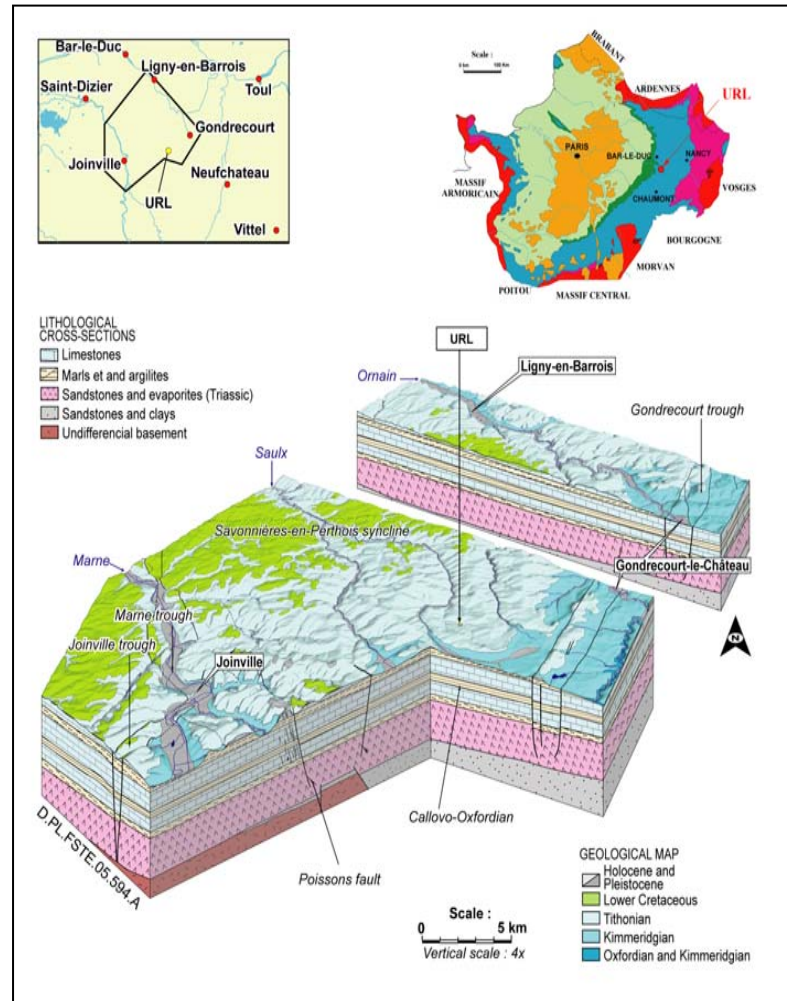 Bar-le-Duc
Ligny-en-Barrois
Saint-Dizier
Toul
Gondrecourt
Joinville
Neufchateau
URL
Vittel
Scale :
0 km
100 Km
BRABANT
ARDENNES
URL
PARIS
BAR-LE-DUC
NANCY
MASSIF
ARMORICAIN
VOSGES
CHAUMONT
BOURGOGNE
MORVAN
POITOU
MASSIF CENTRAL
LITHOLOGICAL
CROSS-SECTIONS
Limestones
Marls et and argilites
Sandstones and evaporites (Triassic)
Sandstones and clays
Undifferencial basement
URL
Ornain
Ligny-en-Barrois
Gondrecourt trough
Saulx
Savonnières-en-Perthois syncline
Marne
Gondrecourt-le-Château
Marne trough
Joinville trough
Joinville
N
Callovo-Oxfordian
D.PL.FSTE.05.594.A
Poissons fault
Scale :
0 5 km
Vertical scale : 4x
GEOLOGICAL MAP
Holocene and
Pleistocene
Lower Cretaceous
Tithonian
Kimmeridgian
Oxfordian and Kimmeridgian